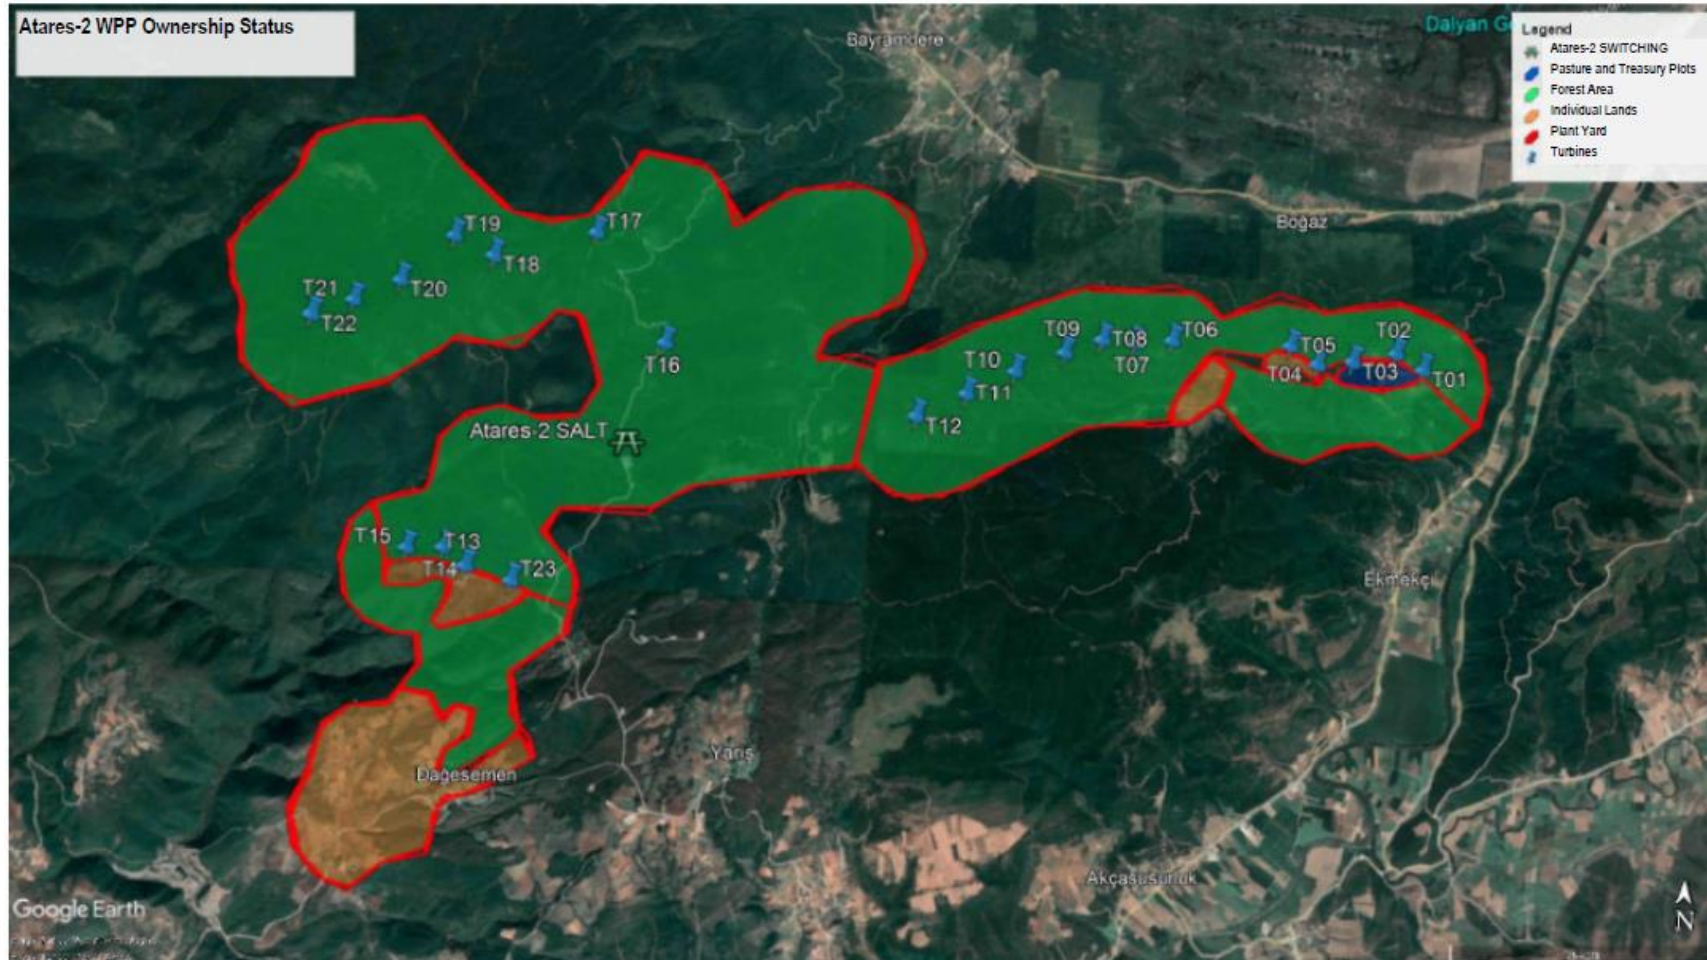 Atares-2 WPP Ownership Status
Bayramdere
Dalyan
Legend
Atares-2 SWITCHING
Pasture and Treasury Plots
Forest Area
Individual Lands
Plant Yard
Turbines
Boğaz
T19
T17
T18
T20
T21
T22
T16
T09
T08
T06
T07
T10
T11
T12
T05
T02
T04
T03
T01
Atares-2 SALT
T15
T13
T14
T23
Ekmekçi
Yarış
Dağesemen
Akçasusurluk
Google Earth
N